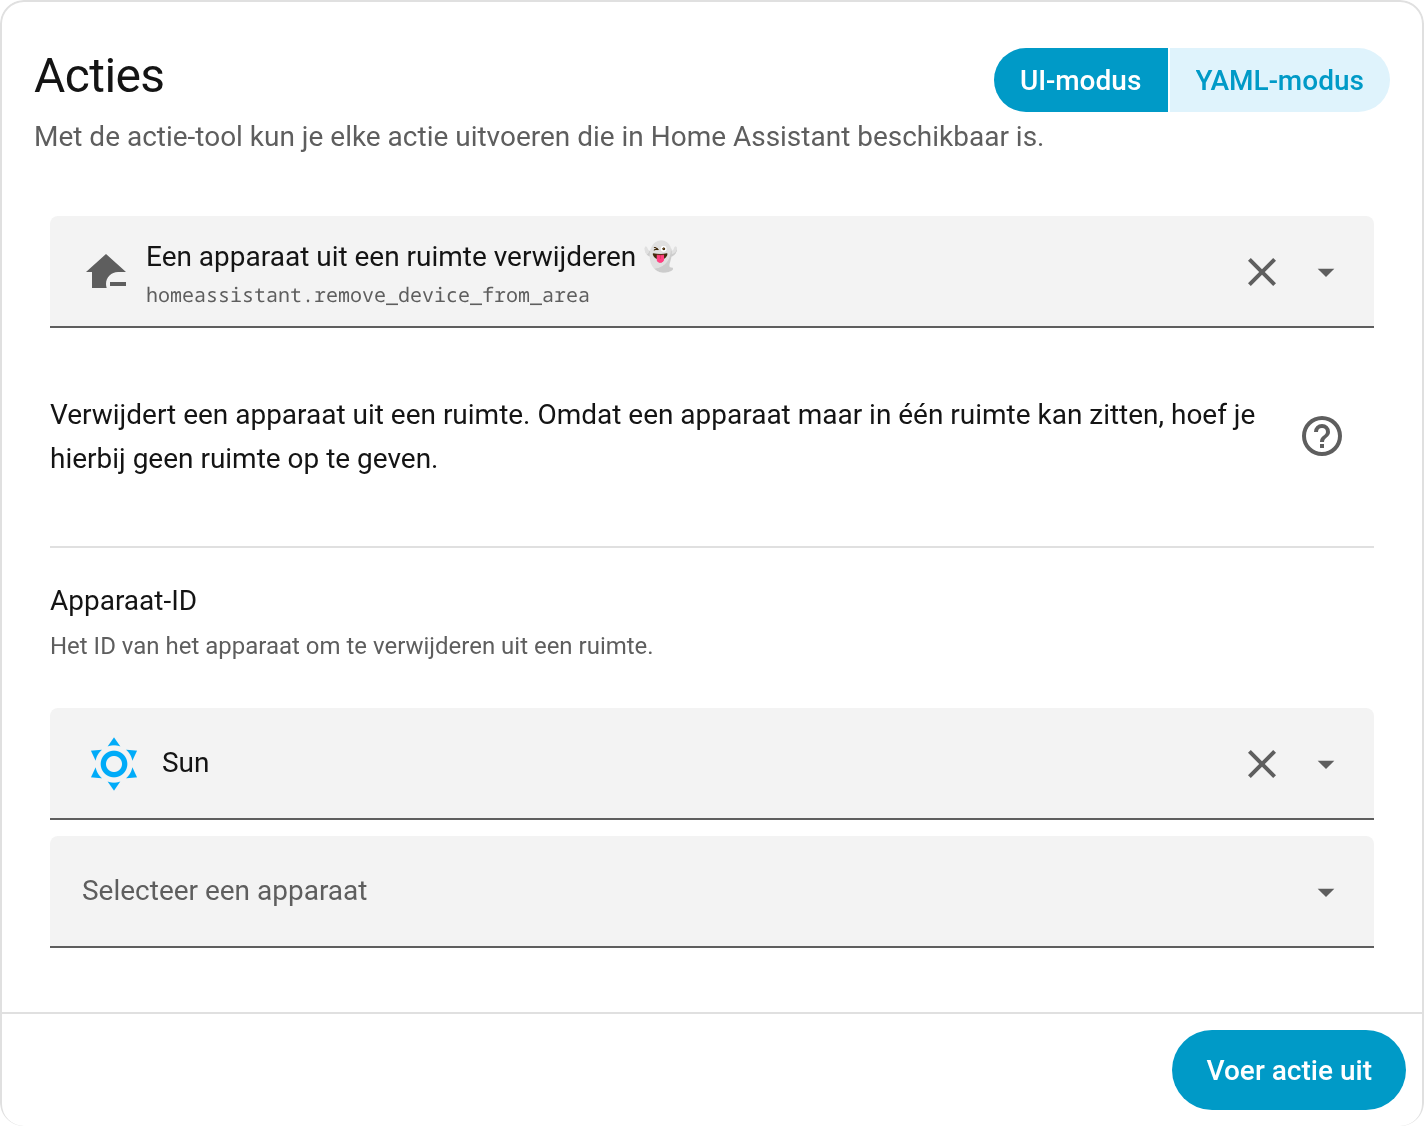 Acties
UI-modus
YAML-modus
Met de actie-tool kun je elke actie uitvoeren die in Home Assistant beschikbaar is.
Een apparaat uit een ruimte verwijderen 👻
homeassistant.remove_device_from_area
Verwijdert een apparaat uit een ruimte. Omdat een apparaat maar in één ruimte kan zitten, hoef je
hierbij geen ruimte op te geven.
Apparaat-ID
Het ID van het apparaat om te verwijderen uit een ruimte.
Sun
Selecteer een apparaat
Voer actie uit